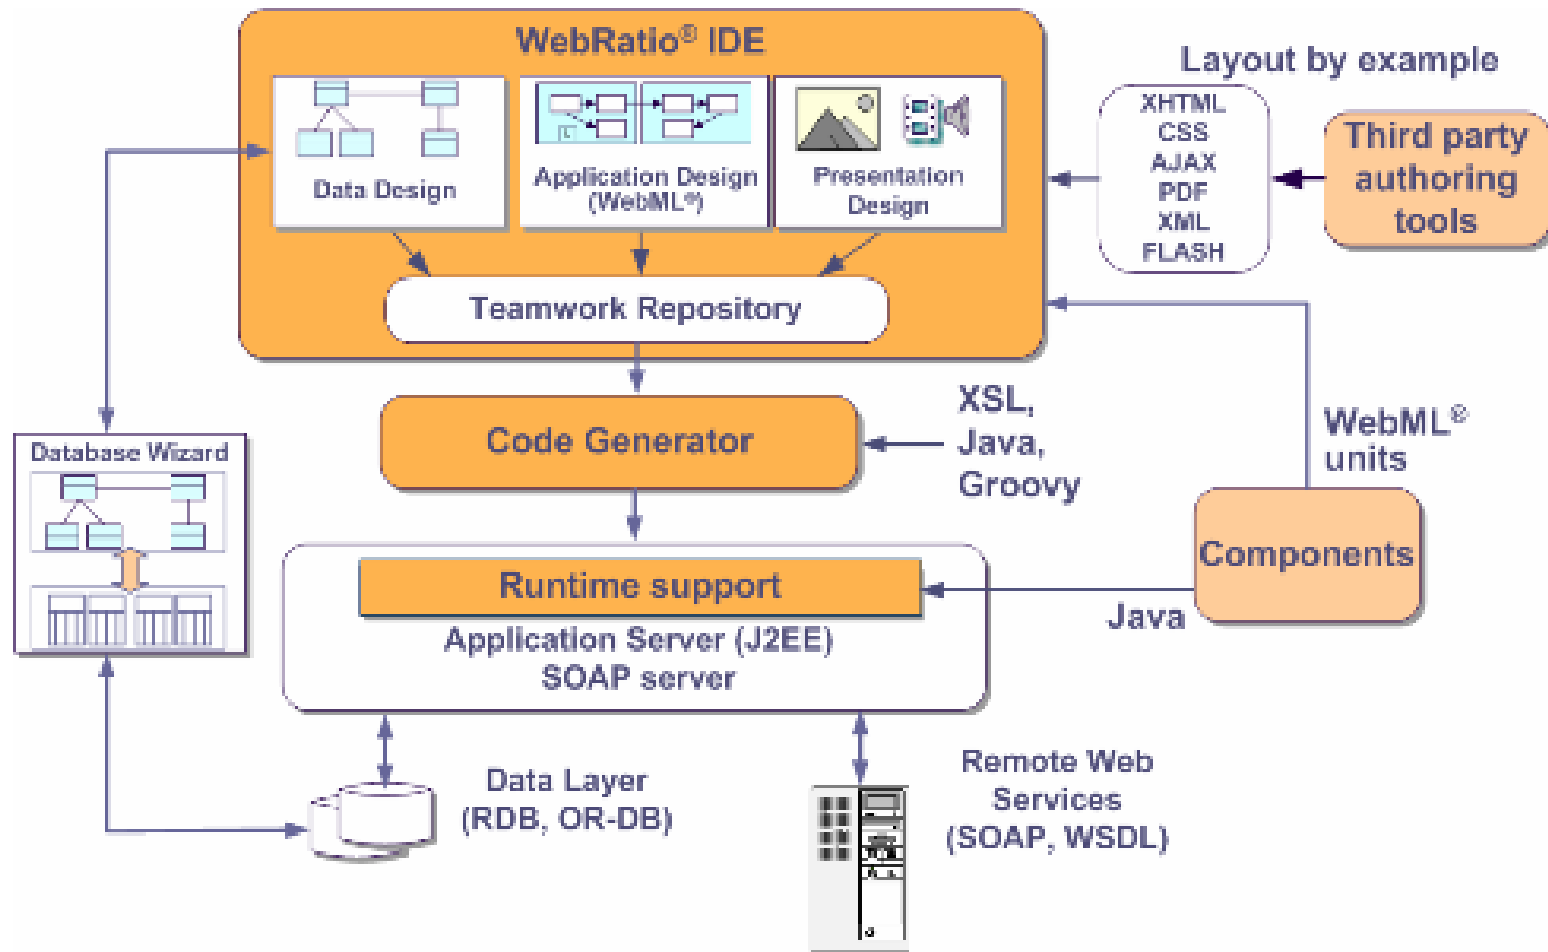 WebRatio® IDE
Data Design
Application Design
(WebML®)
Presentation
Design
Teamwork Repository
Layout by example
XHTML
CSS
AJAX
PDF
XML
FLASH
Third party
authoring
tools
Code Generator
XSL,
Java,
Groovy
WebML®
units
Database Wizard
Components
Runtime support
Java
Application Server (J2EE)
SOAP server
Data Layer
(RDB, OR-DB)
Remote Web
Services
(SOAP, WSDL)